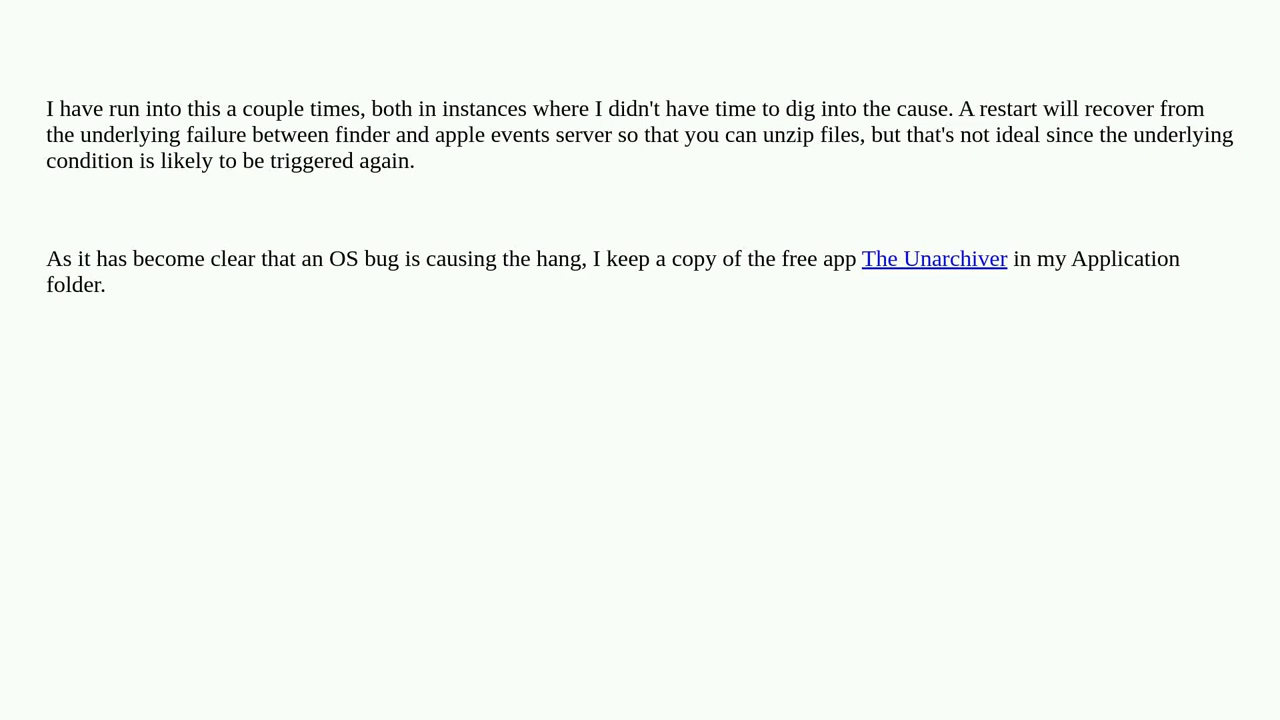 I have run into this a couple times, both in instances where I didn't have time to dig into the cause. A restart will recover from
the underlying failure between finder and apple events server so that you can unzip files, but that's not ideal since the underlying
condition is likely to be triggered again.
As it has become clear that an OS bug is causing the hang, I keep a copy of the free app The Unarchiver in my Application
folder.